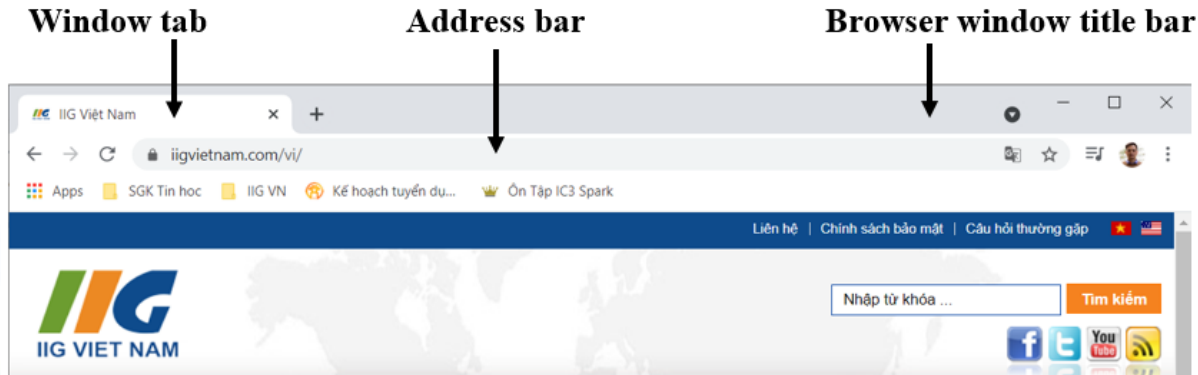 Window tab Address bar Browser window title bar
IIG Việt Nam
iigvietnam.com/vi/
Apps SGK Tin hoc IIG VN Kế hoạch tuyển dụ... Ôn Tập IC3 Spark
Liên hệ | Chính sách bảo mật | Câu hỏi thường gặp
IIG VIET NAM
Nhập từ khóa ... Tìm kiếm
You
Tube